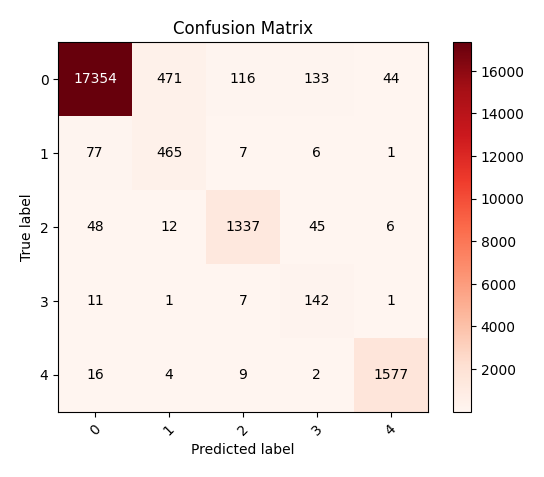 Confusion Matrix
0 17354 471 116 133 44
1 77 465 7 6 1
2 48 12 1337 45 6
3 11 1 7 142 1
4 16 4 9 2 1577
0 1 2 3 4
True label
Predicted label
16000
14000
12000
10000
8000
6000
4000
2000